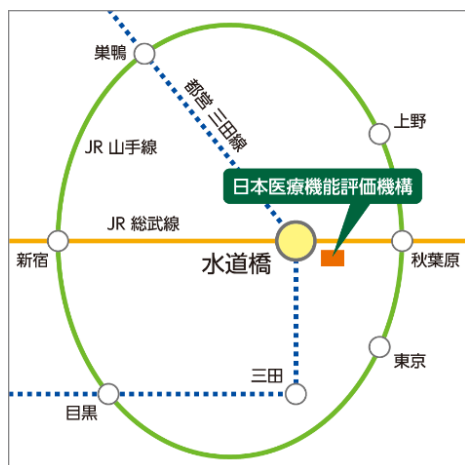 巣鴨
都営 三田線
上野
JR 山手線
日本医療機能評価機構
JR 総武線
新宿
水道橋
秋葉原
東京
三田
目黒